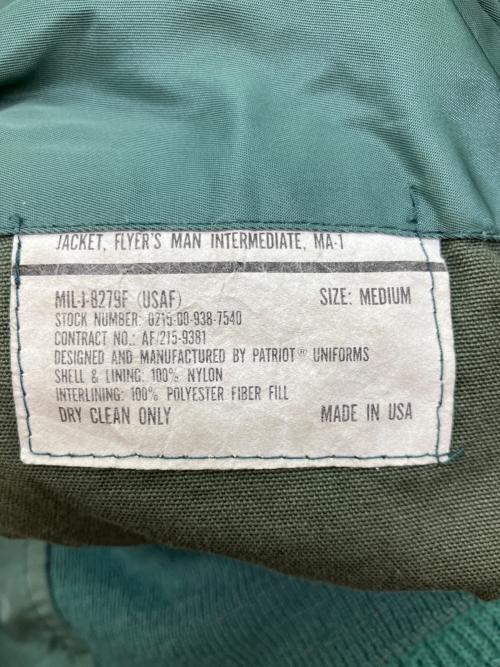 JACKET, FLYER'S MAN INTERMEDIATE, MA-1
MIL-J-8279F (USAF) SIZE: MEDIUM
STOCK NUMBER: 0215-00-938-7540
CONTRACT NO.: AF/215-9381
DESIGNED AND MANUFACTURED BY PATRIOT® UNIFORMS
SHELL & LINING: 100% NYLON
INTERLINING: 100% POLYESTER FIBER FILL
DRY CLEAN ONLY MADE IN USA